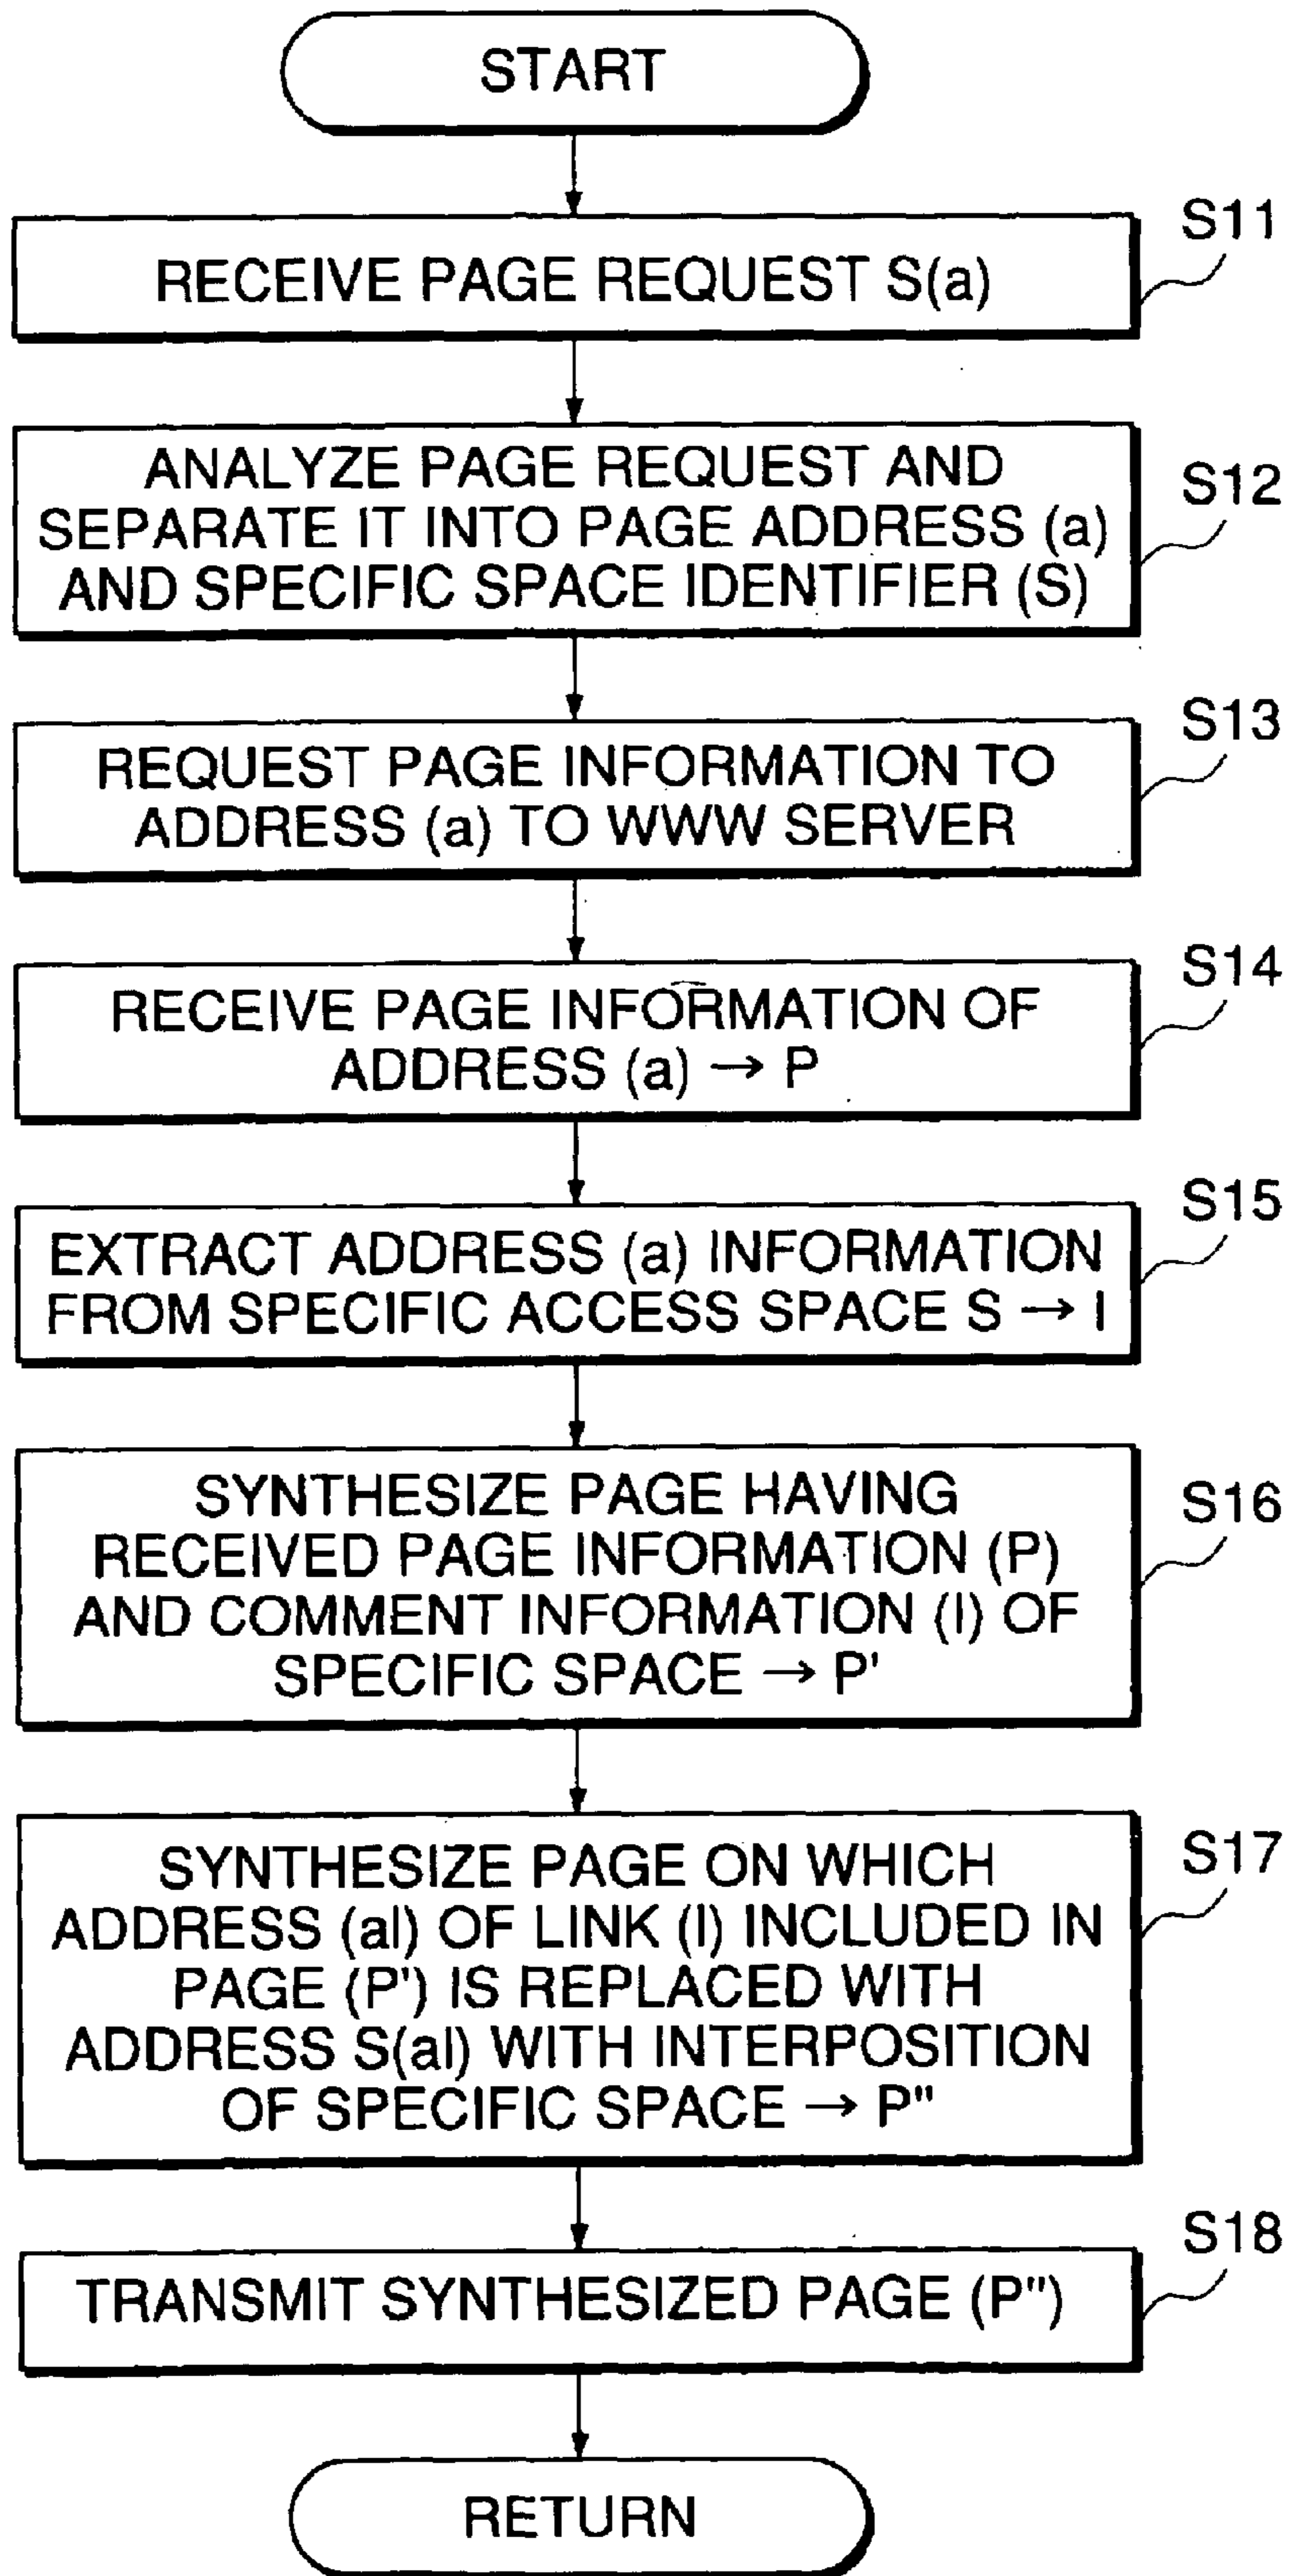 START
S11
RECEIVE PAGE REQUEST S(a)
S12
ANALYZE PAGE REQUEST AND
SEPARATE IT INTO PAGE ADDRESS (a)
AND SPECIFIC SPACE IDENTIFIER (S)
S13
REQUEST PAGE INFORMATION TO
ADDRESS (a) TO WWW SERVER
S14
RECEIVE PAGE INFORMATION OF
ADDRESS (a) → P
S15
EXTRACT ADDRESS (a) INFORMATION
FROM SPECIFIC ACCESS SPACE S → I
S16
SYNTHESIZE PAGE HAVING
RECEIVED PAGE INFORMATION (P)
AND COMMENT INFORMATION (I) OF
SPECIFIC SPACE → P'
S17
SYNTHESIZE PAGE ON WHICH
ADDRESS (al) OF LINK (l) INCLUDED IN
PAGE (P') IS REPLACED WITH
ADDRESS S(al) WITH INTERPOSITION
OF SPECIFIC SPACE → P"
S18
TRANSMIT SYNTHESIZED PAGE (P")
RETURN